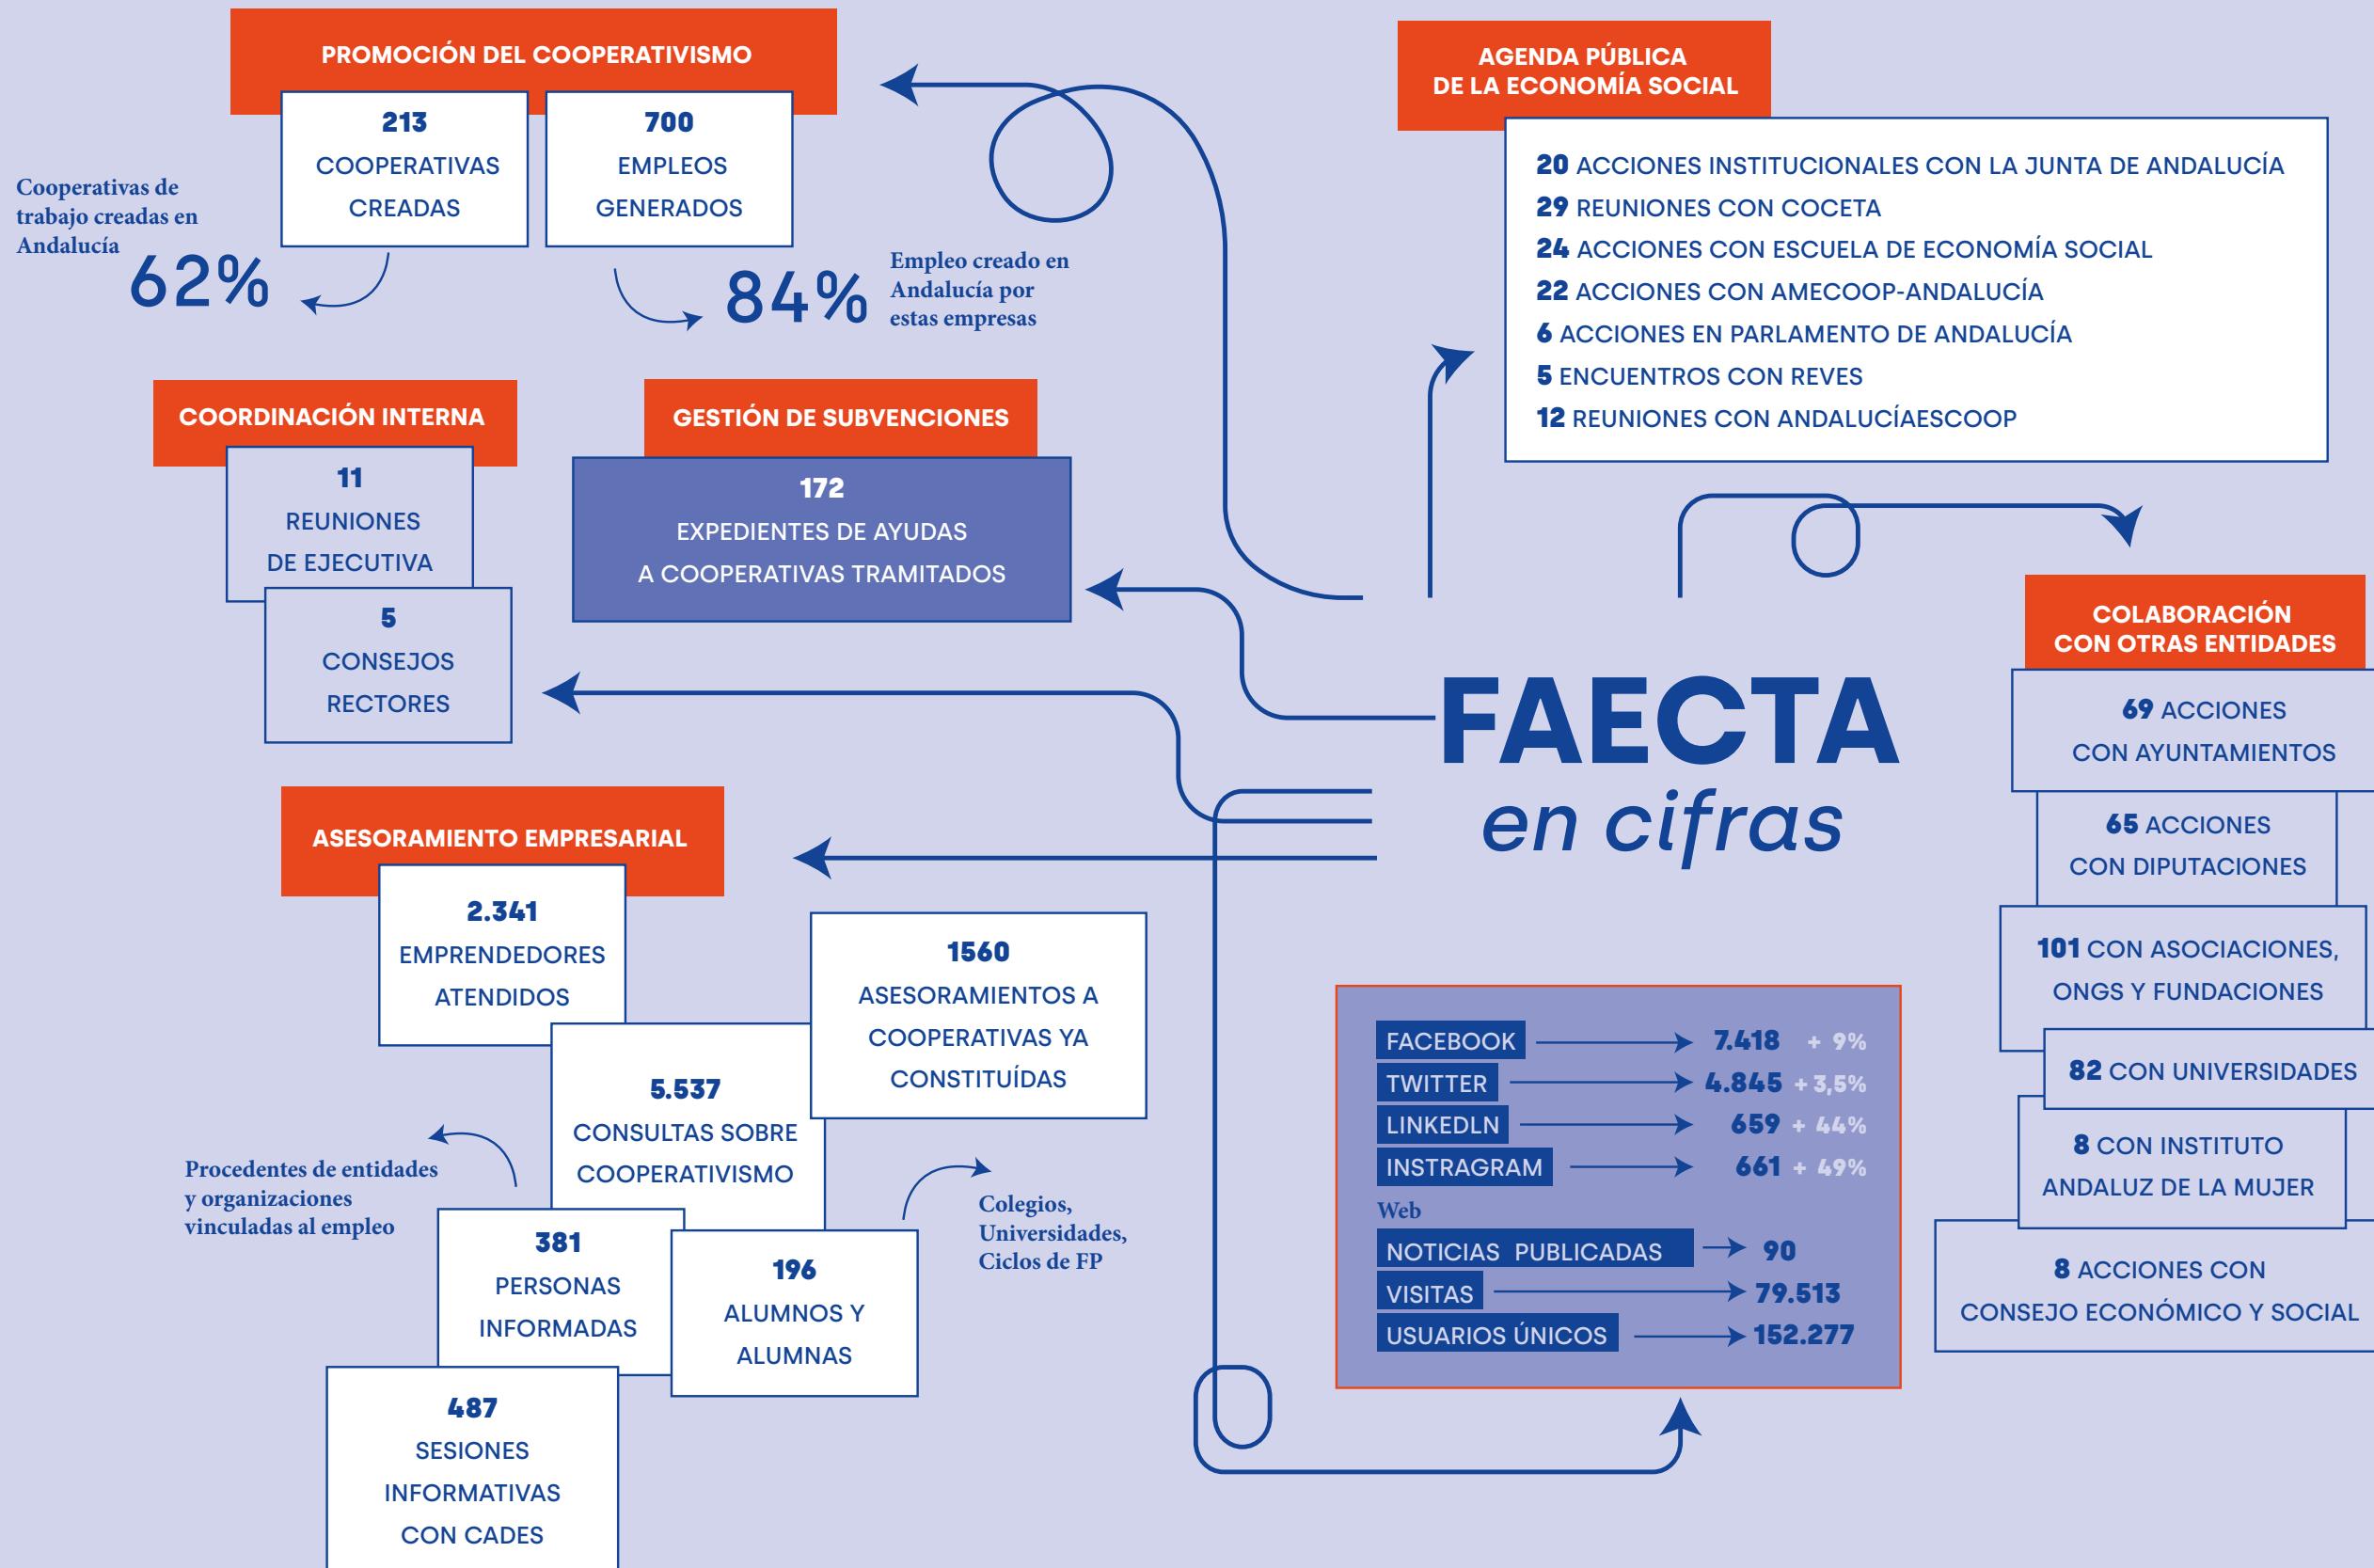 PROMOCIÓN DEL COOPERATIVISMO
213
COOPERATIVAS
CREADAS
700
EMPLEOS
GENERADOS
Cooperativas de
trabajo creadas en
Andalucía
62%
84%
Empleo creado en
Andalucía por
estas empresas
AGENDA PÚBLICA
DE LA ECONOMÍA SOCIAL
20 ACCIONES INSTITUCIONALES CON LA JUNTA DE ANDALUCÍA
29 REUNIONES CON COCETA
24 ACCIONES CON ESCUELA DE ECONOMÍA SOCIAL
22 ACCIONES CON AMECOOP-ANDALUCÍA
6 ACCIONES EN PARLAMENTO DE ANDALUCÍA
5 ENCUENTROS CON REVES
12 REUNIONES CON ANDALUCÍAESCOOP
COORDINACIÓN INTERNA
11
REUNIONES
DE EJECUTIVA
5
CONSEJOS
RECTORES
GESTIÓN DE SUBVENCIONES
172
EXPEDIENTES DE AYUDAS
A COOPERATIVAS TRAMITADOS
FAECTA
en cifras
COLABORACIÓN
CON OTRAS ENTIDADES
69 ACCIONES
CON AYUNTAMIENTOS
65 ACCIONES
CON DIPUTACIONES
101 CON ASOCIACIONES,
ONGS Y FUNDACIONES
82 CON UNIVERSIDADES
8 CON INSTITUTO
ANDALUZ DE LA MUJER
8 ACCIONES CON
CONSEJO ECONÓMICO Y SOCIAL
ASESORAMIENTO EMPRESARIAL
2.341
EMPRENDEDORES
ATENDIDOS
1560
ASESORAMIENTOS A
COOPERATIVAS YA
CONSTITUÍDAS
5.537
CONSULTAS SOBRE
COOPERATIVISMO
Procedentes de entidades
y organizaciones
vinculadas al empleo
381
PERSONAS
INFORMADAS
196
ALUMNOS Y
ALUMNAS
Colegios,
Universidades,
Ciclos de FP
487
SESIONES
INFORMATIVAS
CON CADES
FACEBOOK 7.418 + 9%
TWITTER 4.845 + 3,5%
LINKEDLN 659 + 44%
INSTRAGRAM 661 + 49%
Web
NOTICIAS PUBLICADAS 90
VISITAS 79.513
USUARIOS ÚNICOS 152.277